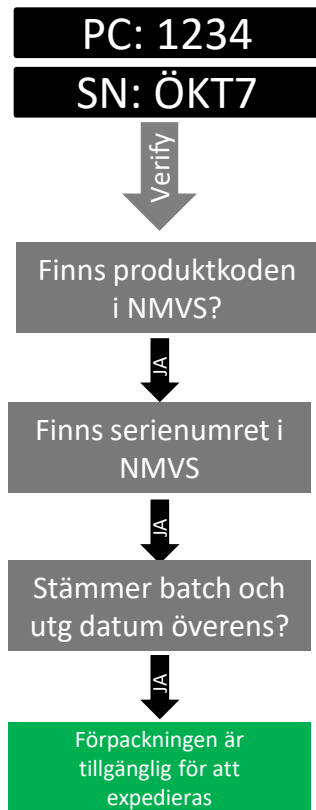 PC: 1234
SN: ÖKT7
Verify
Finns produktkoden
i NMVS?
JA
Finns serienumret i
NMVS
JA
Stämmer batch och
utg datum överens?
JA
Förpackningen är
tillgänglig för att
expedieras